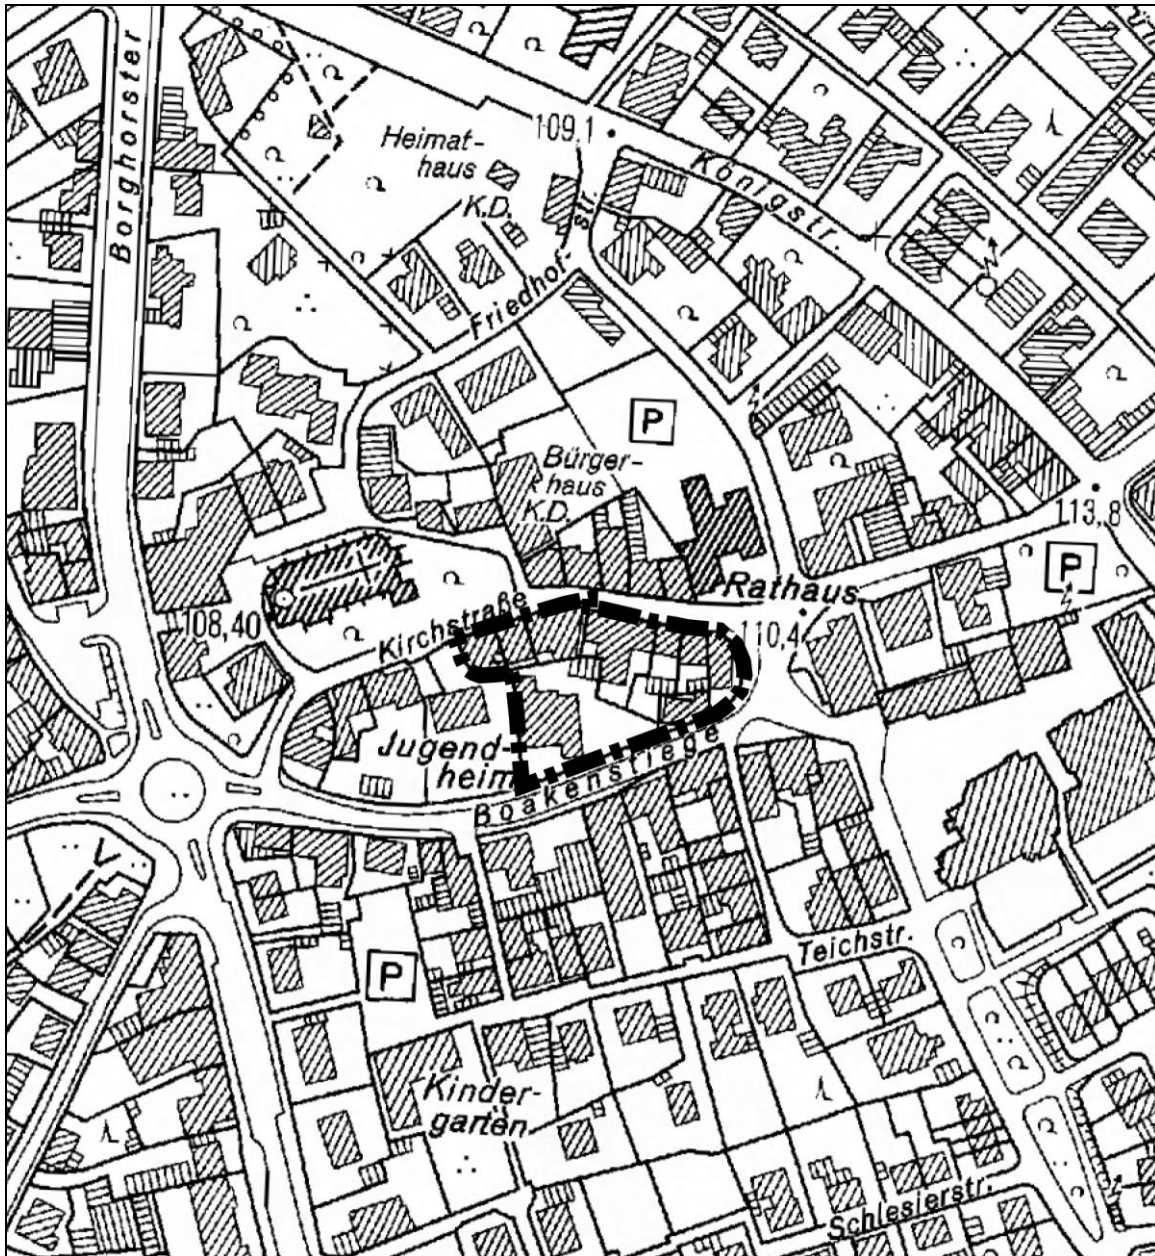 Borghorster
109,1
Heimat-
haus
K.D.
Königstr.
Friedhof-
str.
P
Bürger-
haus
K.D.
113,8
P
Rathaus
108,40
Kirchstraße
110,4
Jugend-
heim
Boakenstiege
Teichstr.
P
Kinder-
garten
Schlesierstr.